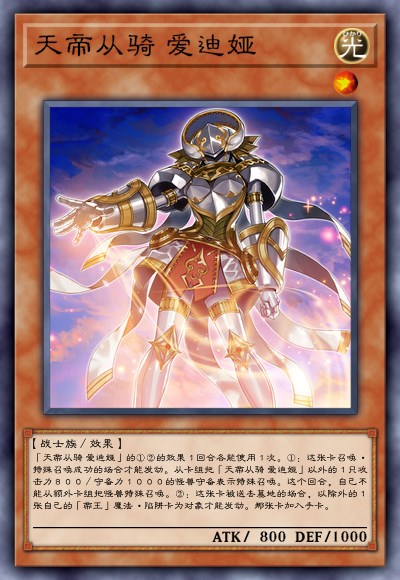 天帝从骑 爱迪娅
光
【战士族／效果】
「天帝从骑 爱迪娅」的①②的效果1回合各能使用1次。①：这张卡召唤·
特殊召唤成功的场合才能发动。从卡组把「天帝从骑 爱迪娅」以外的1只攻
击力800／守备力1000的怪兽守备表示特殊召唤。这个回合，自己不
能从额外卡组把怪兽特殊召唤。②：这张卡被送去墓地的场合，以除外的1
张自己的「帝王」魔法·陷阱卡为对象才能发动。那张卡加入手卡。
ATK/ 800 DEF/1000